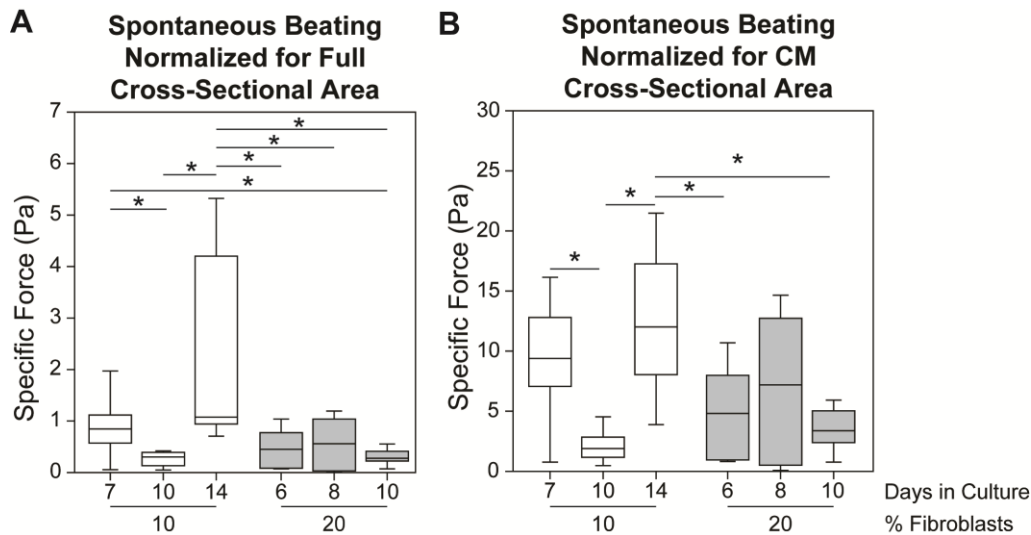 A
Spontaneous Beating
Normalized for Full
Cross-Sectional Area
Specific Force (Pa)
7
6
5
4
3
2
1
0
*
*
*
*
*
*
7 10 14 6 8 10
10 20
B
Spontaneous Beating
Normalized for CM
Cross-Sectional Area
Specific Force (Pa)
30
25
20
15
10
5
0
*
*
*
*
7 10 14 6 8 10 Days in Culture
10 20 % Fibroblasts